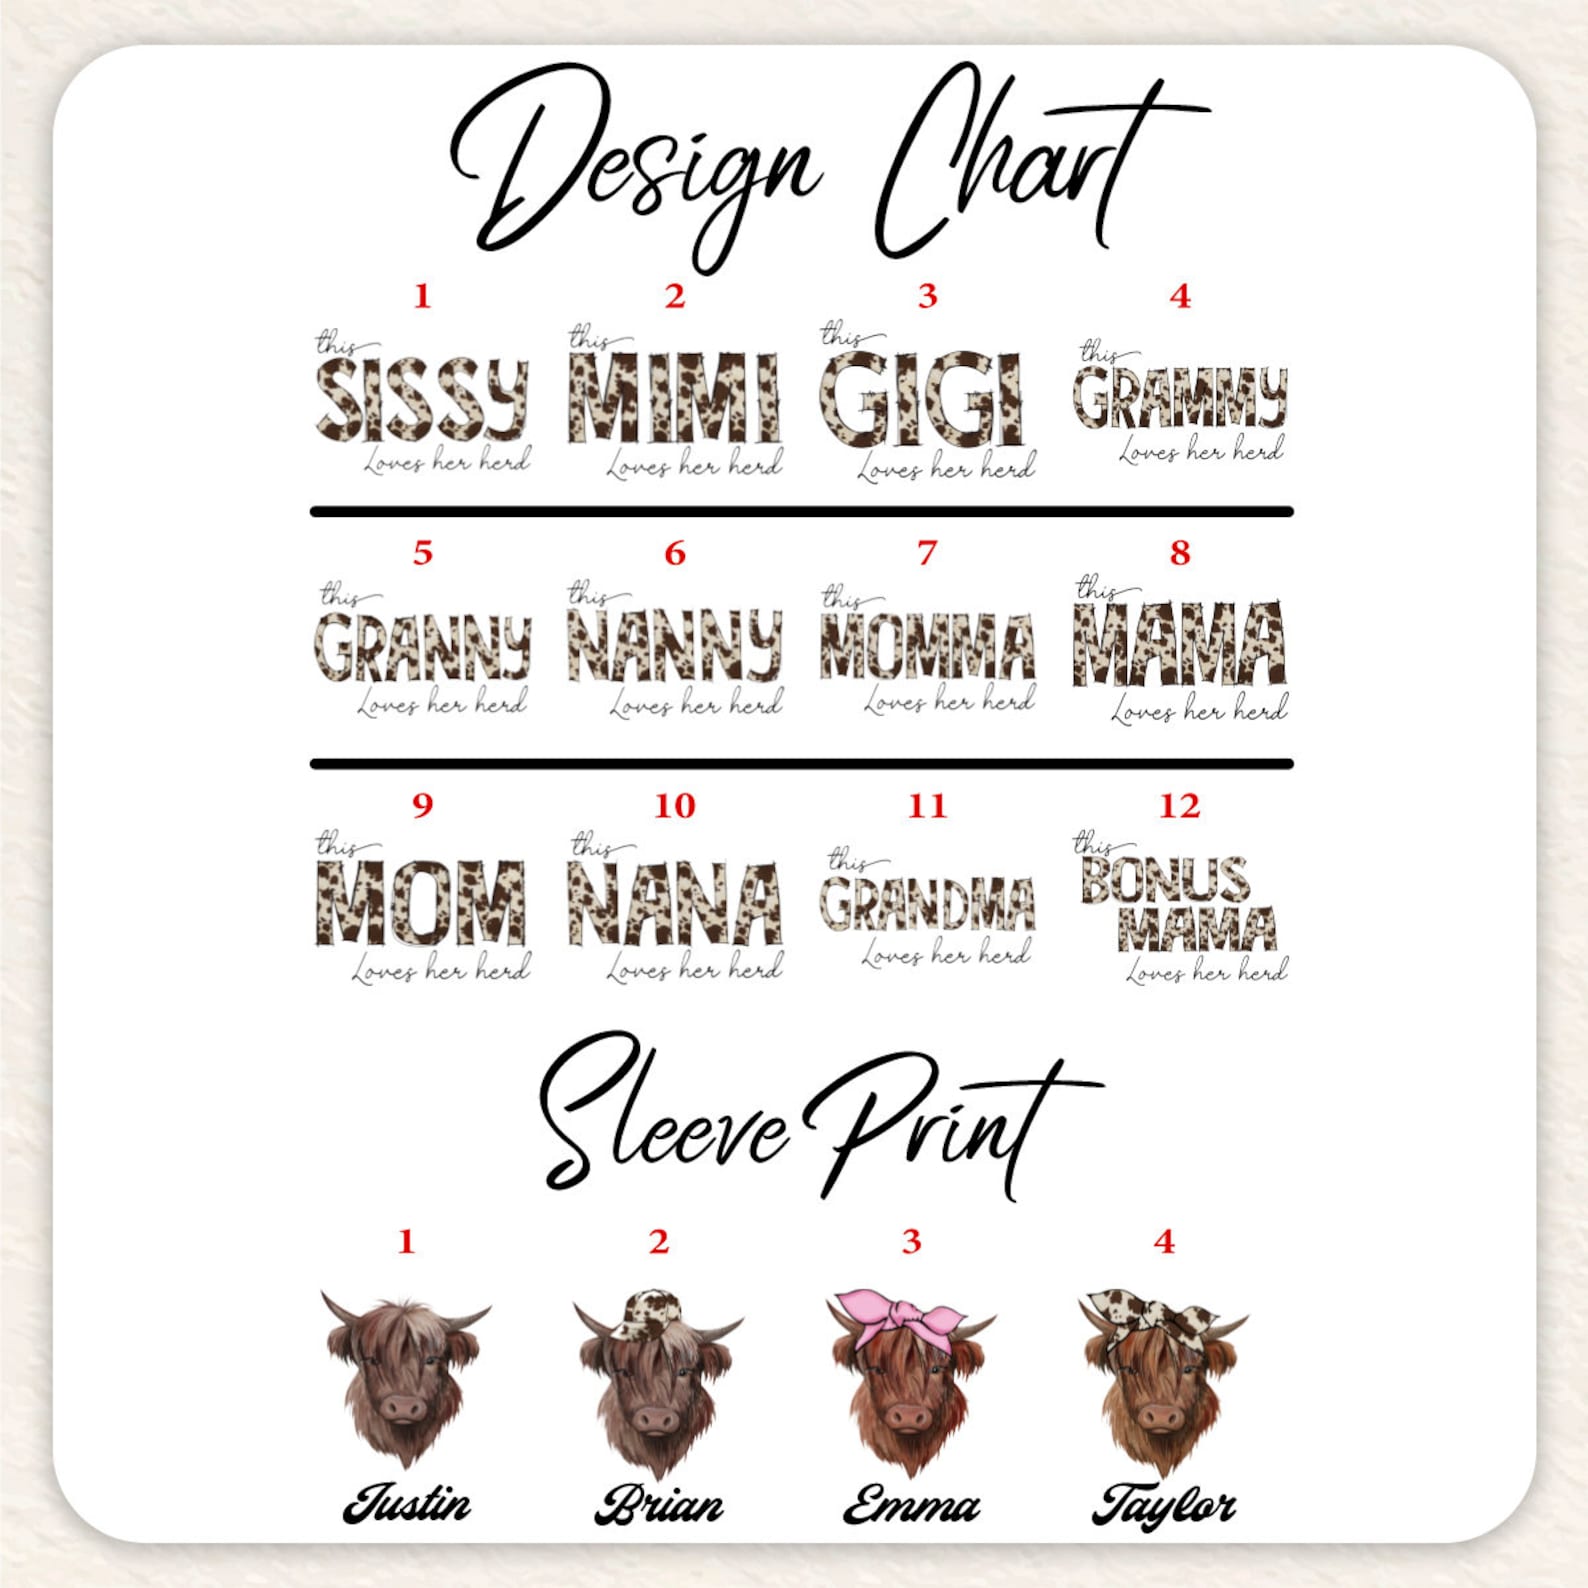 Design Chart
1 2 3 4
this this this this
SISSY MIMI GIGI GRAMMY
Loves her herd Loves her herd Loves her herd Loves her herd
5 6 7 8
this this this this
GRANNY NANNY MOMMA MAMA
Loves her herd Loves her herd Loves her herd Loves her herd
9 10 11 12
this this this this
MOM NANA GRANDMA BONUS
MAMA
Loves her herd Loves her herd Loves her herd Loves her herd
Sleeve Print
1 2 3 4
Justin Brian Emma Taylor